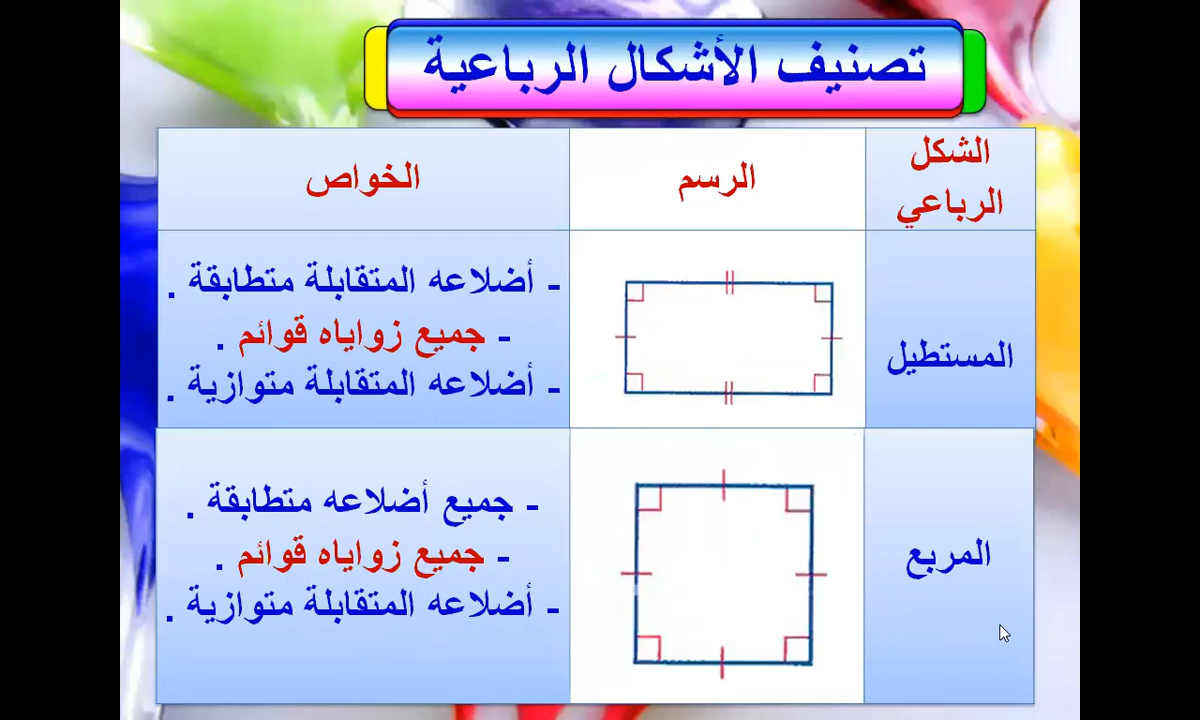 تصنيف الأشكال الرباعية
الشكل
الرباعي
الرسم
الخواص
المستطيل
- أضلاعه المتقابلة متطابقة .
- جميع زواياه قوائم .
- أضلاعه المتقابلة متوازية .
المربع
- جميع أضلاعه متطابقة .
- جميع زواياه قوائم .
- أضلاعه المتقابلة متوازية .